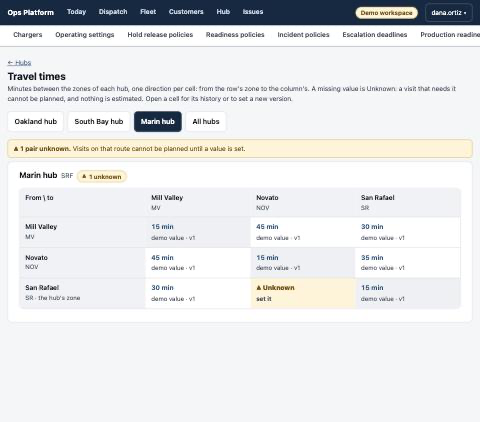 Ops Platform Today Dispatch Fleet Customers Hub Issues Demo workspace dana.ortiz
Chargers Operating settings Hold release policies Readiness policies Incident policies Escalation deadlines Production readine
← Hubs
Travel times
Minutes between the zones of each hub, one direction per cell: from the row's zone to the column's. A missing value is Unknown: a visit that needs it
cannot be planned, and nothing is estimated. Open a cell for its history or to set a new version.
Oakland hub South Bay hub Marin hub All hubs
1 pair unknown. Visits on that route cannot be planned until a value is set.
Marin hub SRF 1 unknown
From \ to Mill Valley Novato San Rafael
MV NOV SR
Mill Valley 15 min 45 min 30 min
MV demo value · v1 demo value · v1 demo value · v1
Novato 45 min 15 min 35 min
NOV demo value · v1 demo value · v1 demo value · v1
San Rafael 30 min Unknown 15 min
SR · the hub's zone demo value · v1 set it demo value · v1